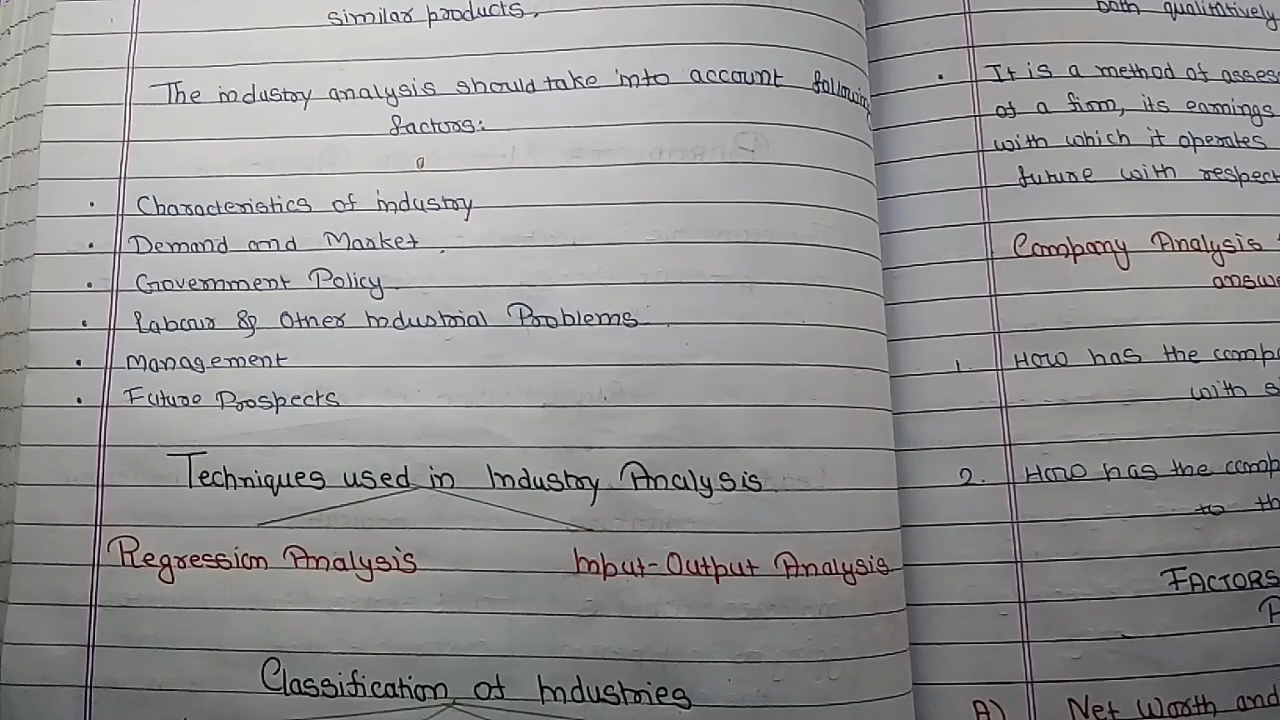 similar products.
The industry analysis should take into account following
factors:
• Characteristics of industry
• Demand and Market.
• Government Policy
• Labour & Other Industrial Problems
• Management
• Future Prospects
Techniques used in Industry Analysis
Regression Analysis Input-Output Analysis
Classification of Industries
both qualitatively
• It is a method of asses
of a firm, its earnings
with which it operates
future with respect
Company Analysis
answe
1. How has the compa
with s
2. How has the comp
to th
FACTORS
A) Net Worth and